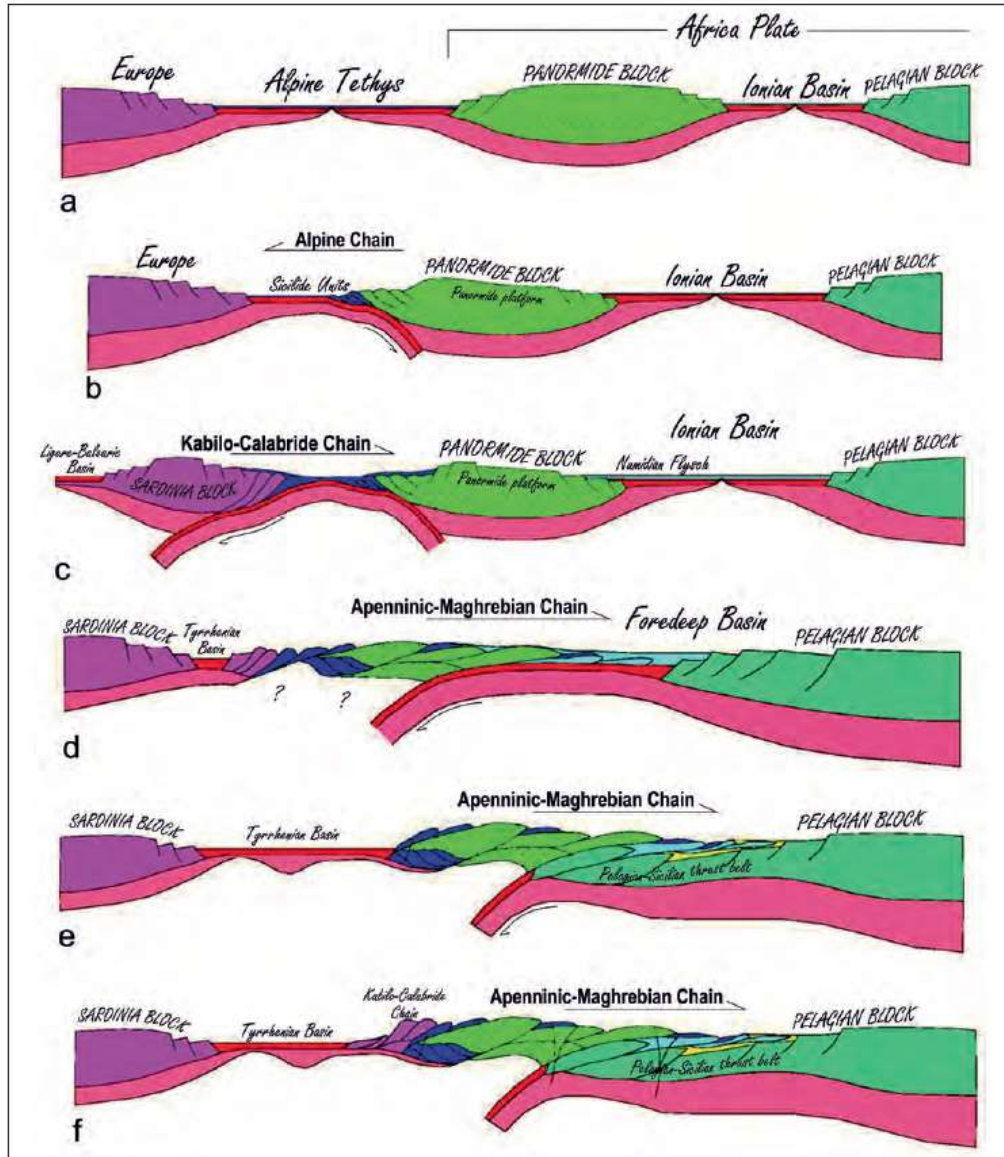 Africa Plate
Europe
Alpine Tethys
PANORMIDE BLOCK
Ionian Basin
PELAGIAN BLOCK
a
Alpine Chain
Europe
Sicilide Units
PANORMIDE BLOCK
Panormide platform
Ionian Basin
PELAGIAN BLOCK
b
Ligure-Balearic
Basin
Kabilo-Calabride Chain
SARDINIA BLOCK
PANORMIDE BLOCK
Panormide platform
Ionian Basin
Numidian Flysch
PELAGIAN BLOCK
c
Apenninic-Maghrebian Chain
SARDINIA BLOCK
Tyrrhenian
Basin
Foredeep Basin
PELAGIAN BLOCK
?
?
d
Apenninic-Maghrebian Chain
SARDINIA BLOCK
Tyrrhenian Basin
PELAGIAN BLOCK
Pelagian-Sicilian thrust belt
e
Kabilo-Calabride
Chain
Apenninic-Maghrebian Chain
SARDINIA BLOCK
Tyrrhenian Basin
PELAGIAN BLOCK
Pelagian-Sicilian thrust belt
f